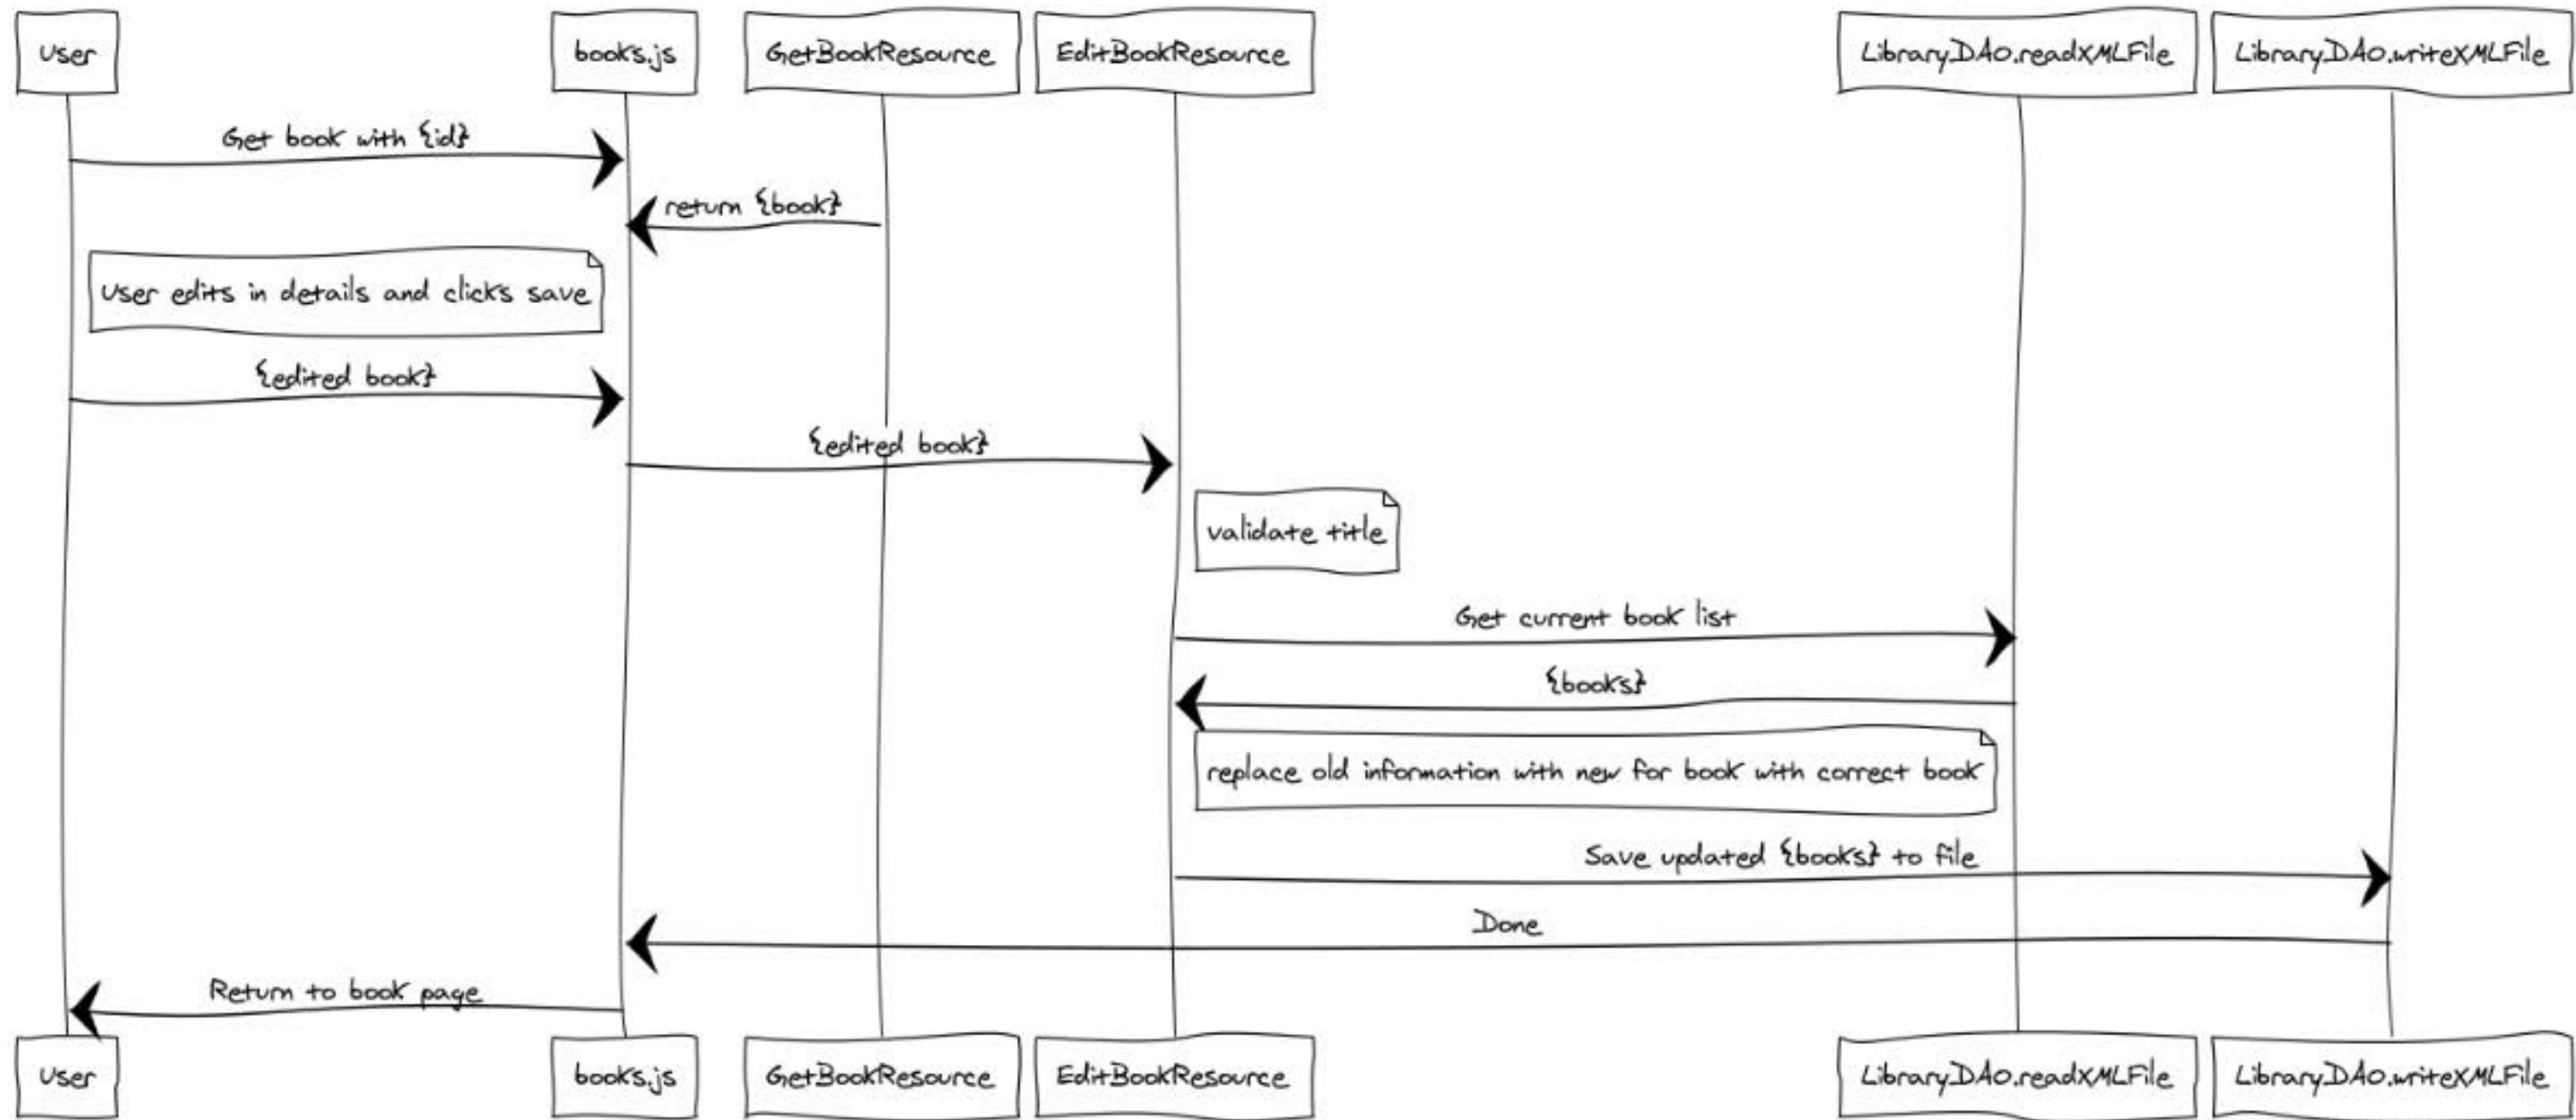 User
books.js
GetBookResource
EditBookResource
LibraryDAO.readXMLFile
LibraryDAO.writeXMLFile
Get book with {id}
return {book}
User edits in details and clicks save
{edited book}
{edited book}
validate title
Get current book list
{books}
replace old information with new for book with correct book
Save updated {books} to file
Done
Return to book page
User
books.js
GetBookResource
EditBookResource
LibraryDAO.readXMLFile
LibraryDAO.writeXMLFile